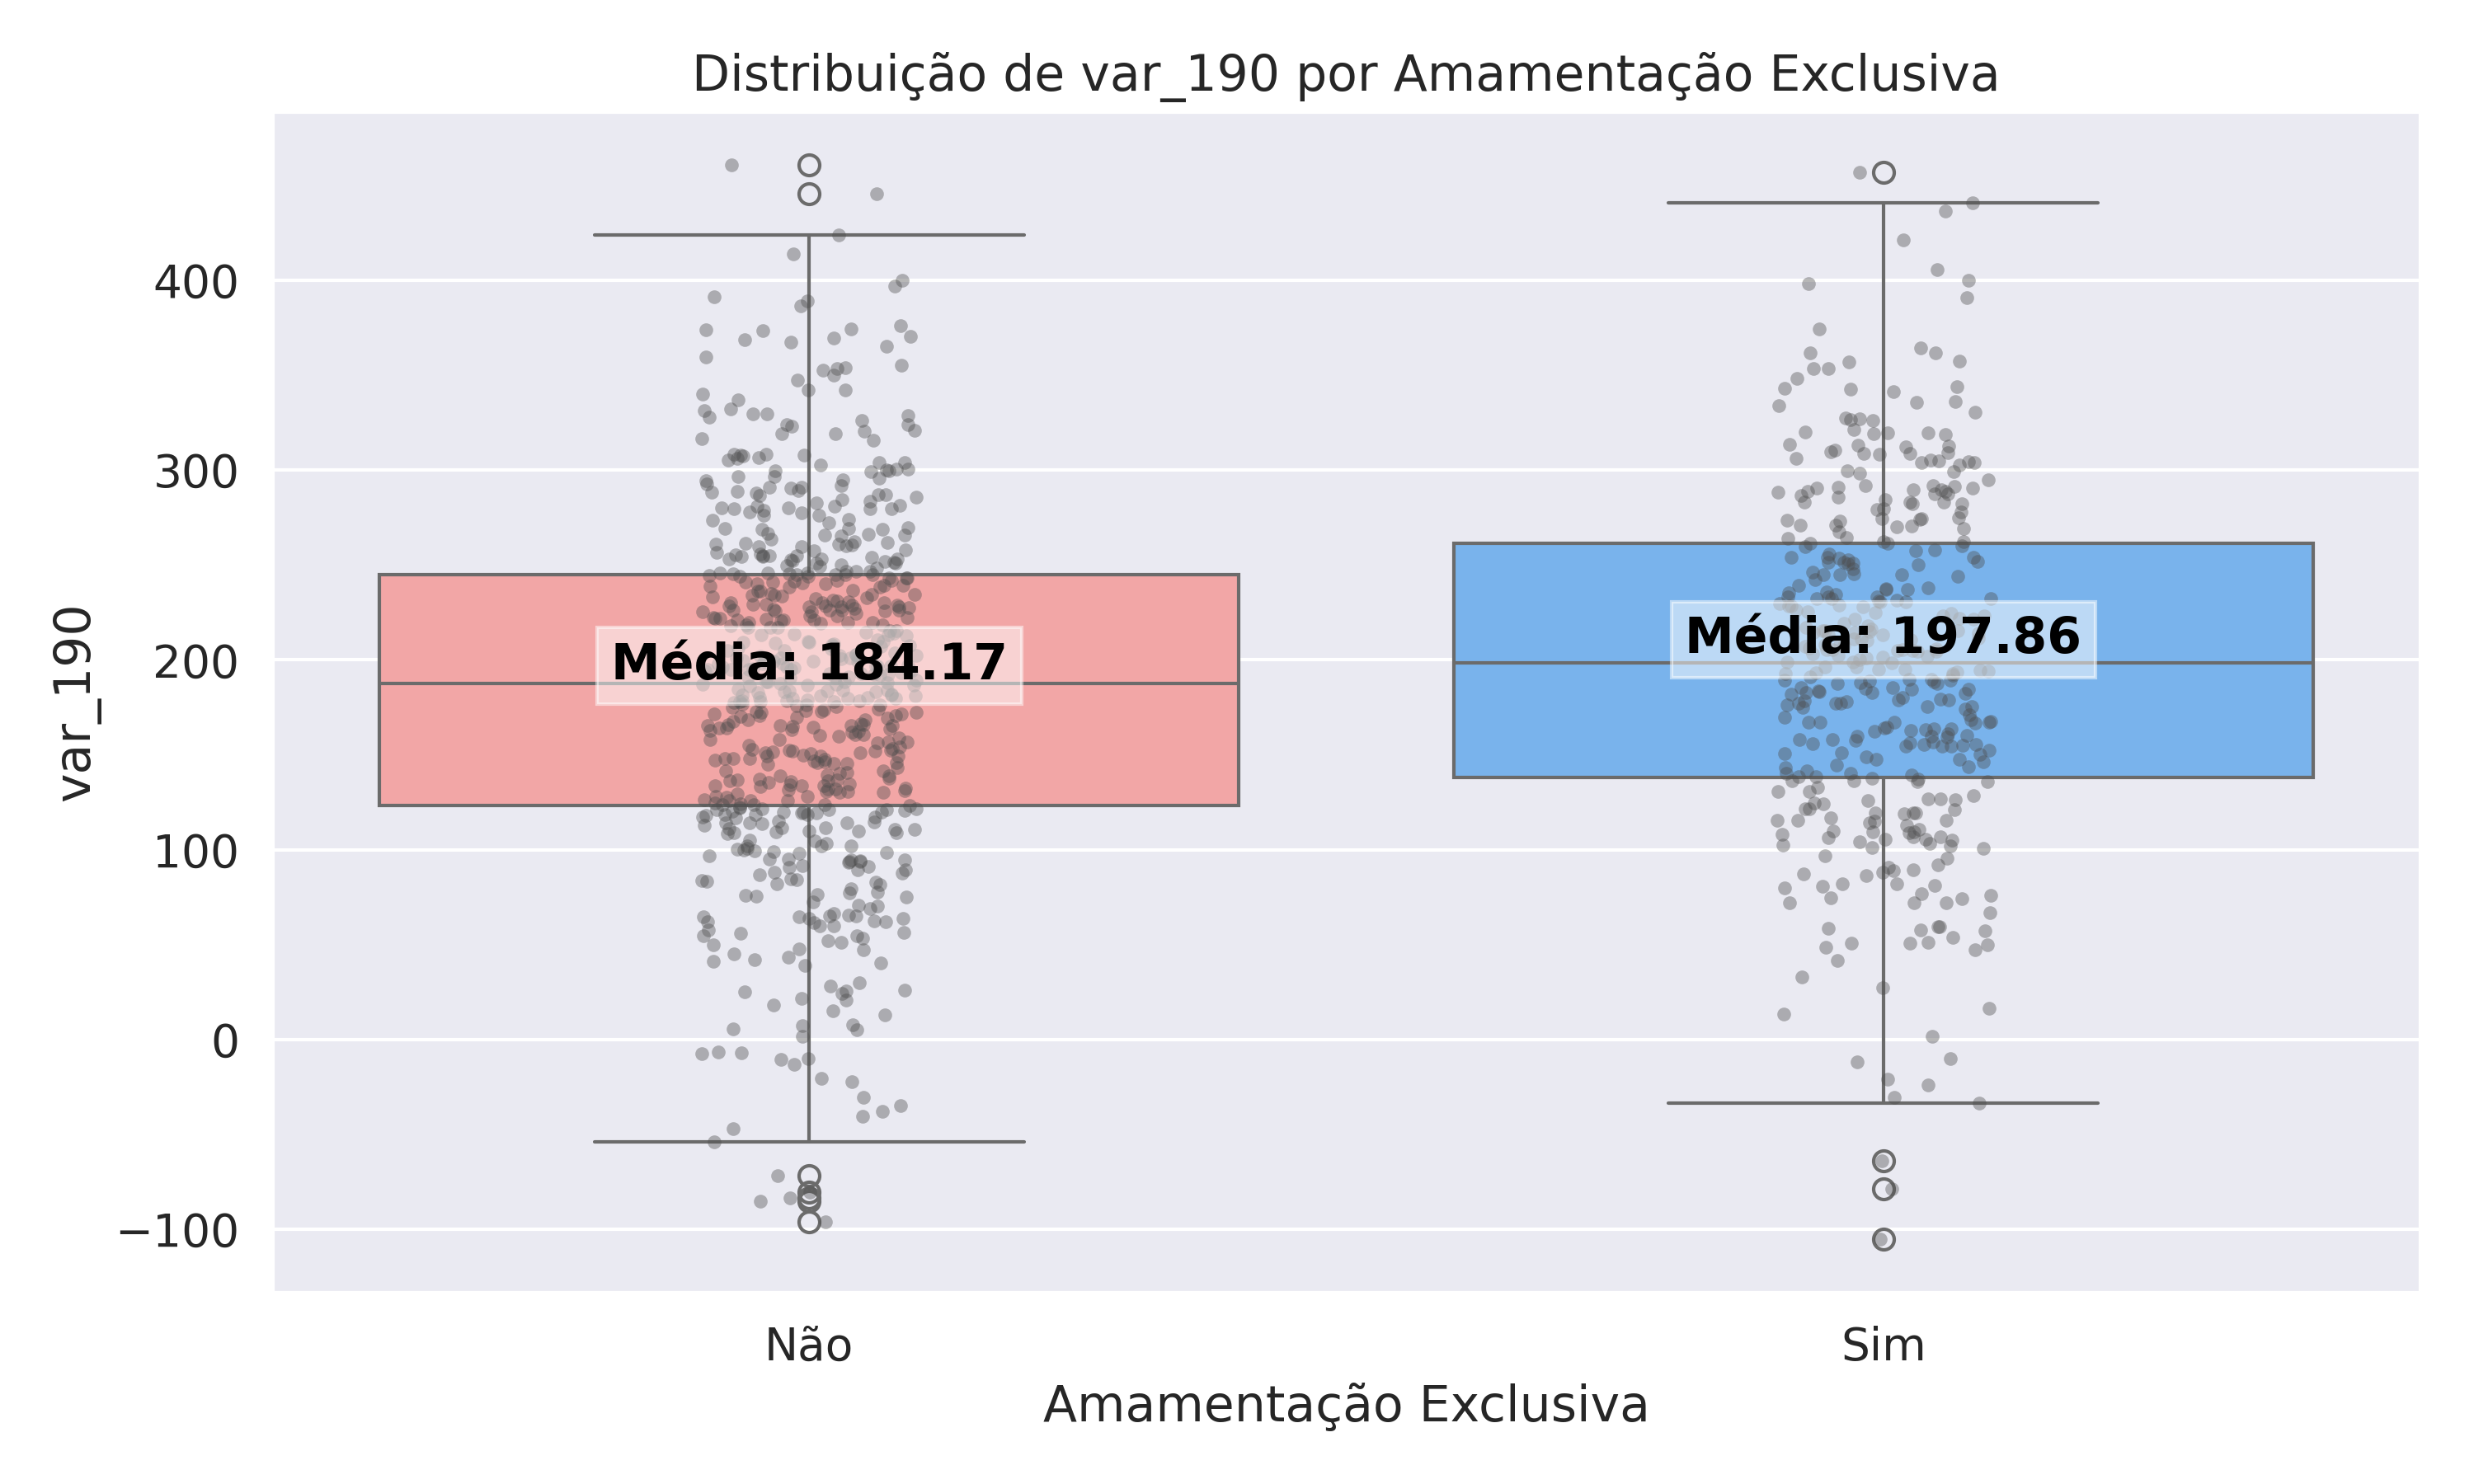 Distribuição de var_190 por Amamentação Exclusiva
400
300
200
100
0
−100
var_190
Média: 184.17
Média: 197.86
Não
Sim
Amamentação Exclusiva